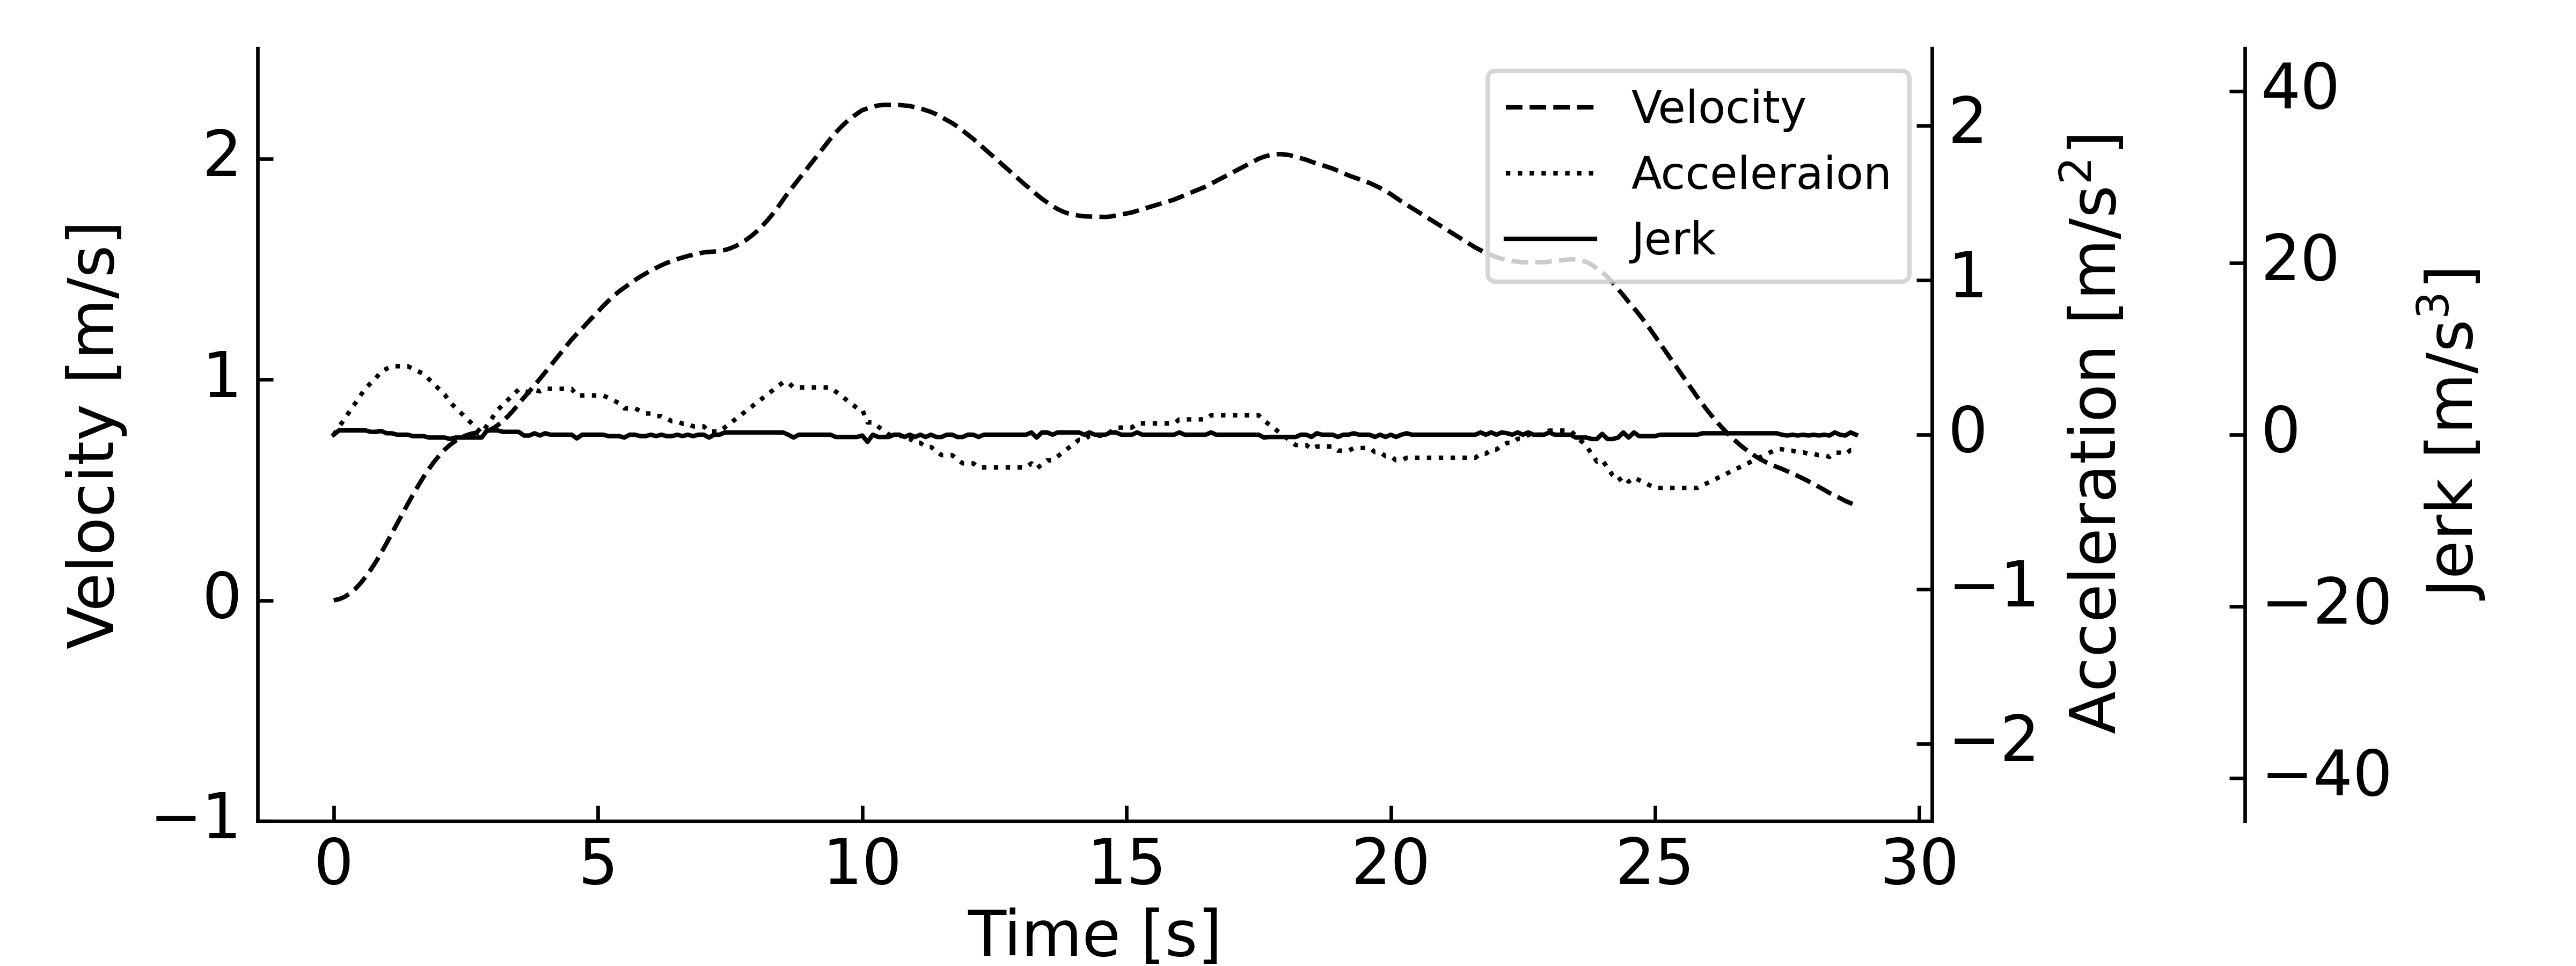 Velocity [m/s]
2
1
0
−1
0 5 10 15 20 25 30
Time [s]
Velocity
Acceleraion
Jerk
2
1
0
−1
−2
Acceleration [m/s²]
40
20
0
−20
−40
Jerk [m/s³]